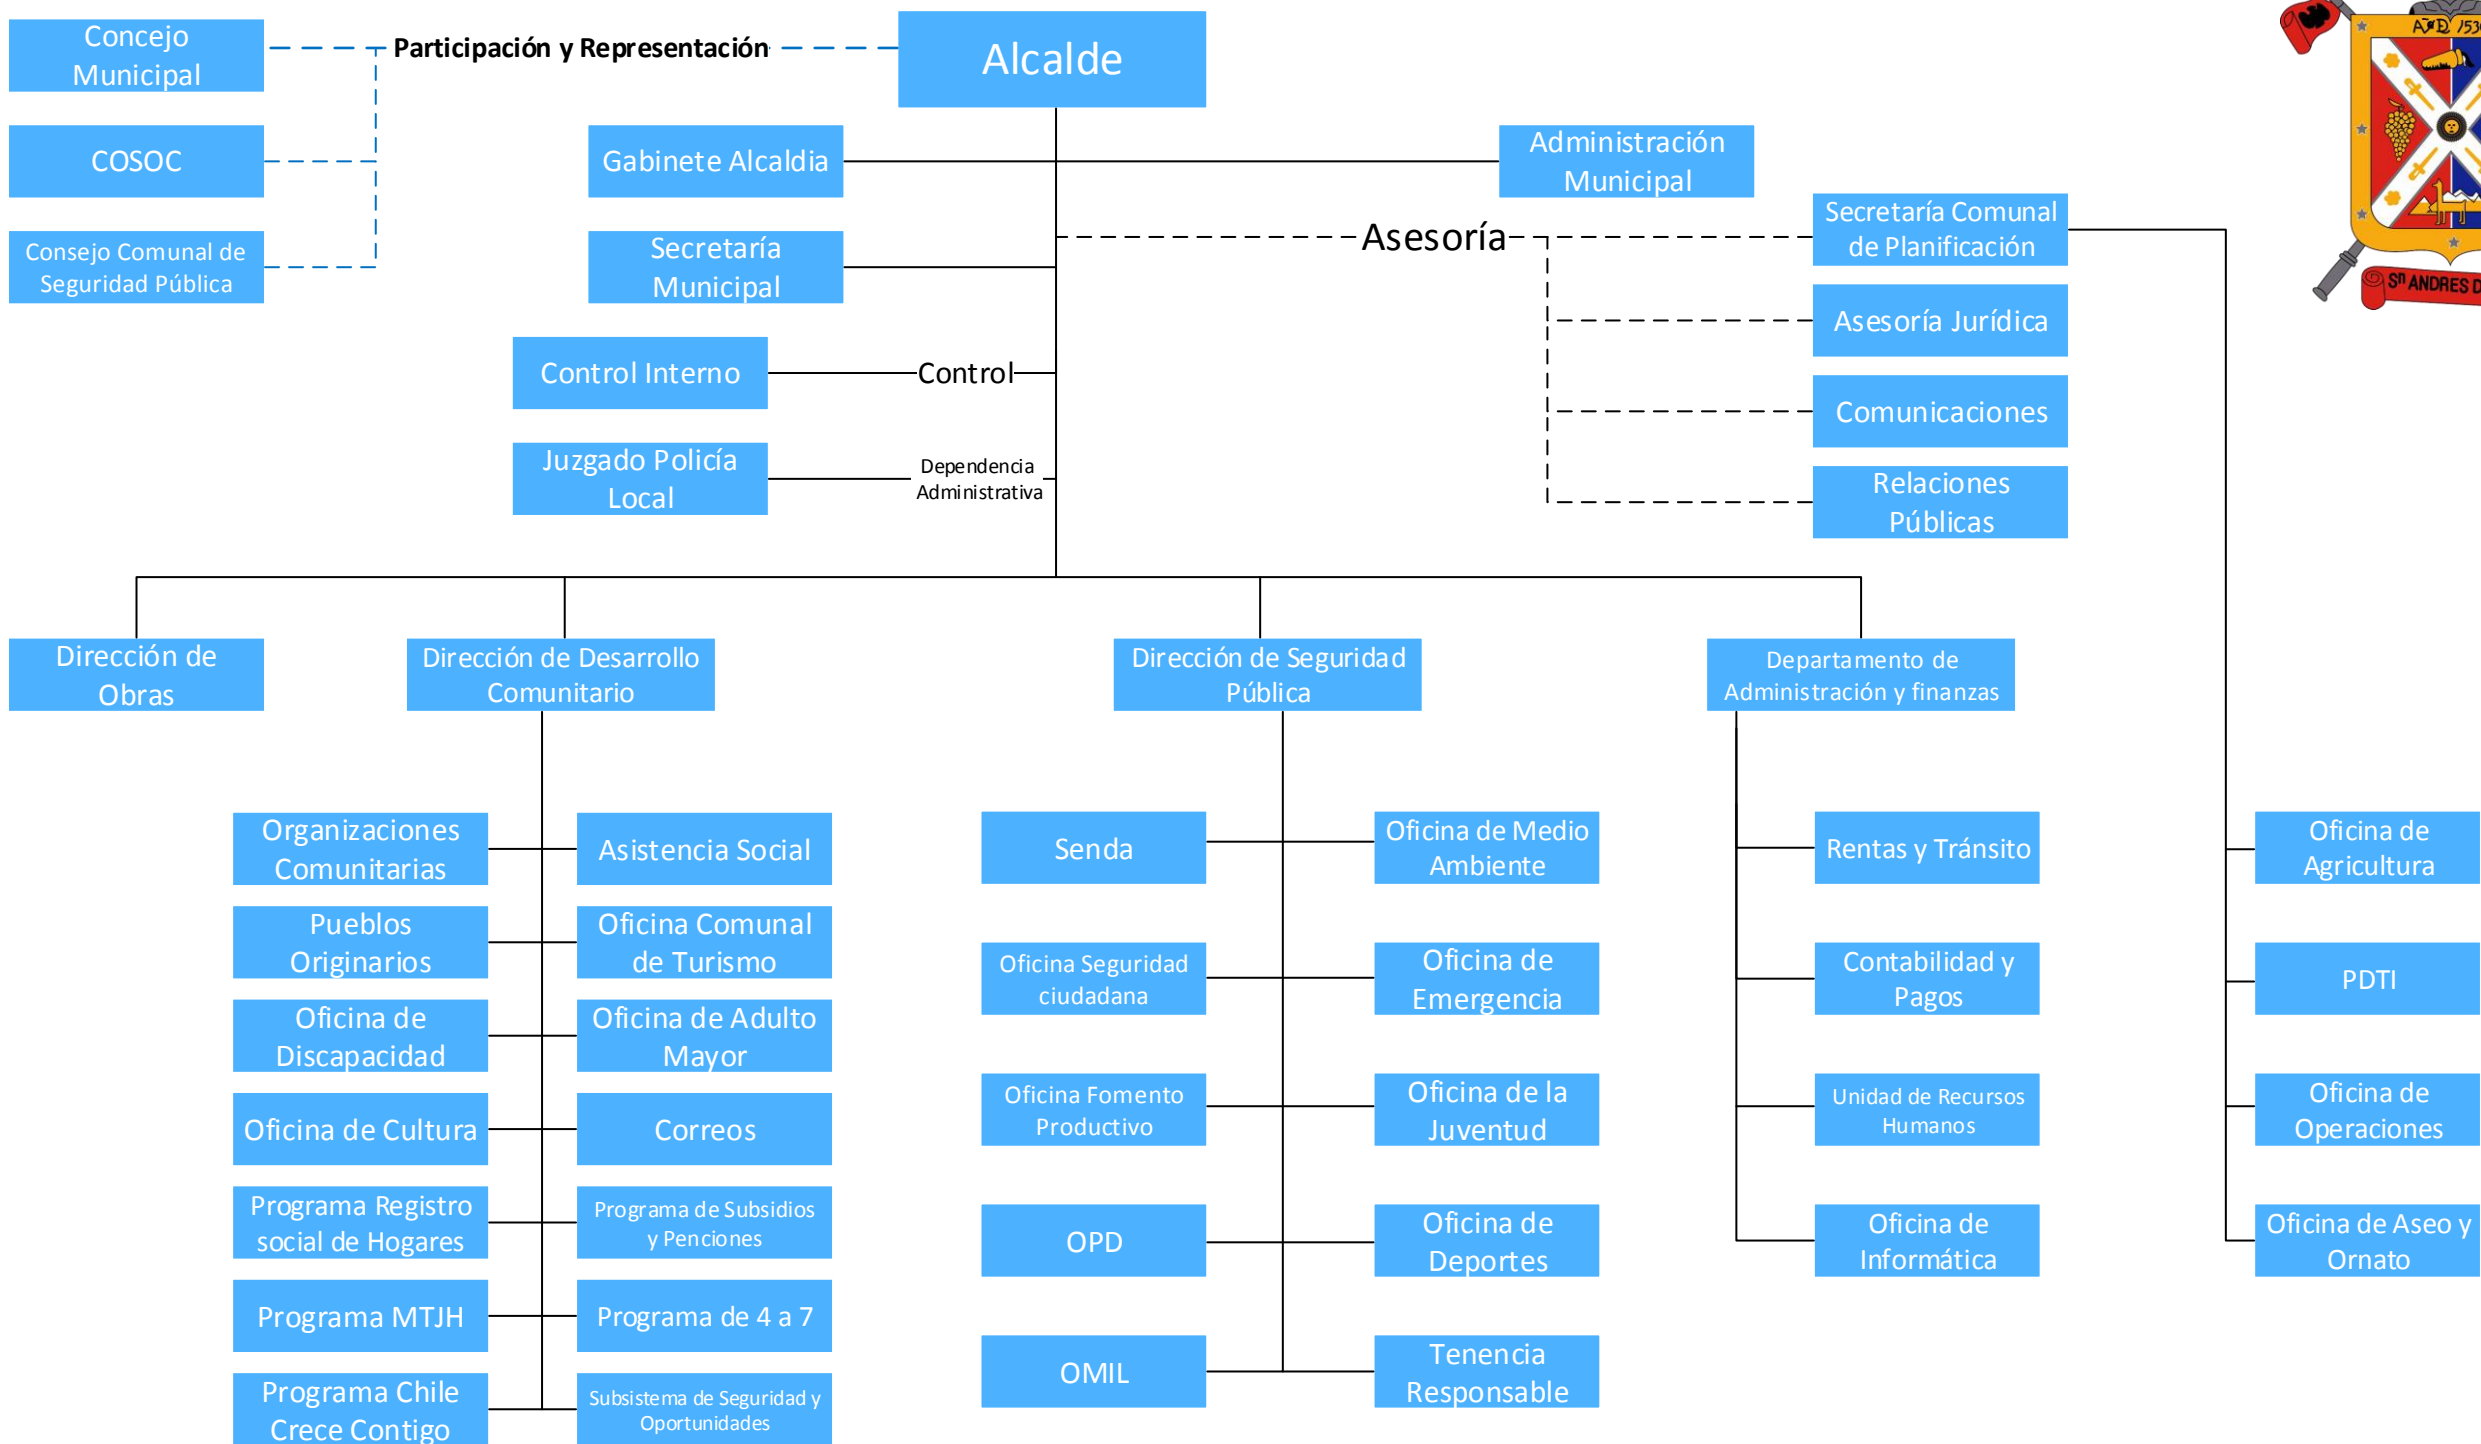 Concejo
Municipal
Participación y Representación
Alcalde
AÑO D 153
COSOC
Gabinete Alcaldia
Administración
Municipal
Consejo Comunal de
Seguridad Pública
Secretaría
Municipal
Asesoría
Secretaría Comunal
de Planificación
Sn ANDRES D
Asesoría Jurídica
Control Interno
Control
Comunicaciones
Juzgado Policía
Local
Dependencia
Administrativa
Relaciones
Públicas
Dirección de
Obras
Dirección de Desarrollo
Comunitario
Dirección de Seguridad
Pública
Departamento de
Administración y finanzas
Organizaciones
Comunitarias
Asistencia Social
Senda
Oficina de Medio
Ambiente
Rentas y Tránsito
Oficina de
Agricultura
Pueblos
Originarios
Oficina Comunal
de Turismo
Oficina Seguridad
ciudadana
Oficina de
Emergencia
Contabilidad y
Pagos
PDTI
Oficina de
Discapacidad
Oficina de Adulto
Mayor
Oficina Fomento
Productivo
Oficina de la
Juventud
Unidad de Recursos
Humanos
Oficina de
Operaciones
Oficina de Cultura
Correos
Programa Registro
social de Hogares
Programa de Subsidios
y Penciones
OPD
Oficina de
Deportes
Oficina de
Informática
Oficina de Aseo y
Ornato
Programa MTJH
Programa de 4 a 7
OMIL
Tenencia
Responsable
Programa Chile
Crece Contigo
Subsistema de Seguridad y
Oportunidades